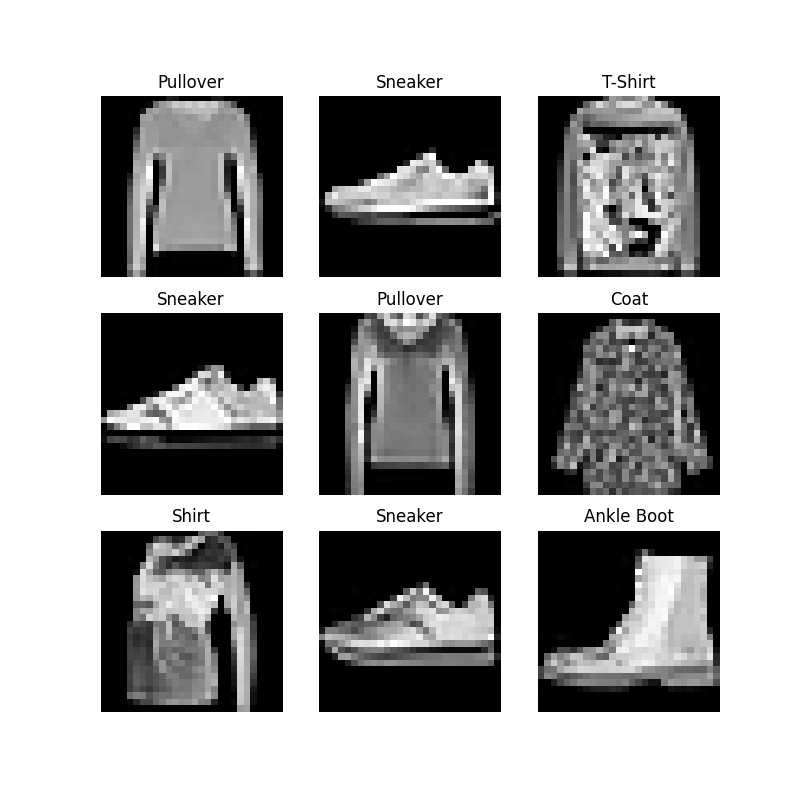 Pullover
Sneaker
T-Shirt
Sneaker
Pullover
Coat
Shirt
Sneaker
Ankle Boot